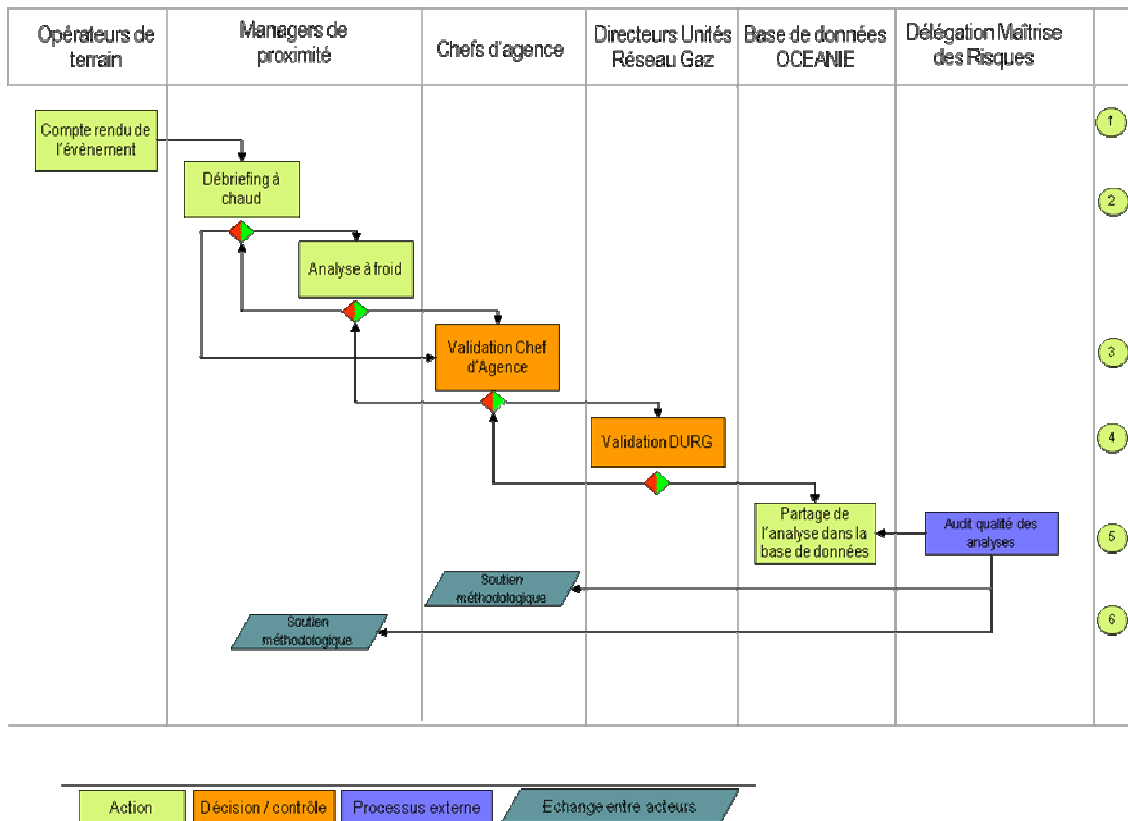 Opérateurs de
terrain
Managers de
proximité
Chefs d'agence
Directeurs Unités
Réseau Gaz
Base de données
OCEANIE
Délégation Maîtrise
des Risques
Compte rendu de
l'évènement
1
Débriefing à
chaud
2
Analyse à froid
Validation Chef
d'Agence
3
Validation DURG
4
Partage de
l'analyse dans la
base de données
Audit qualité des
analyses
5
Soutien
méthodologique
Soutien
méthodologique
6
Action
Décision / contrôle
Processus externe
Echange entre acteurs